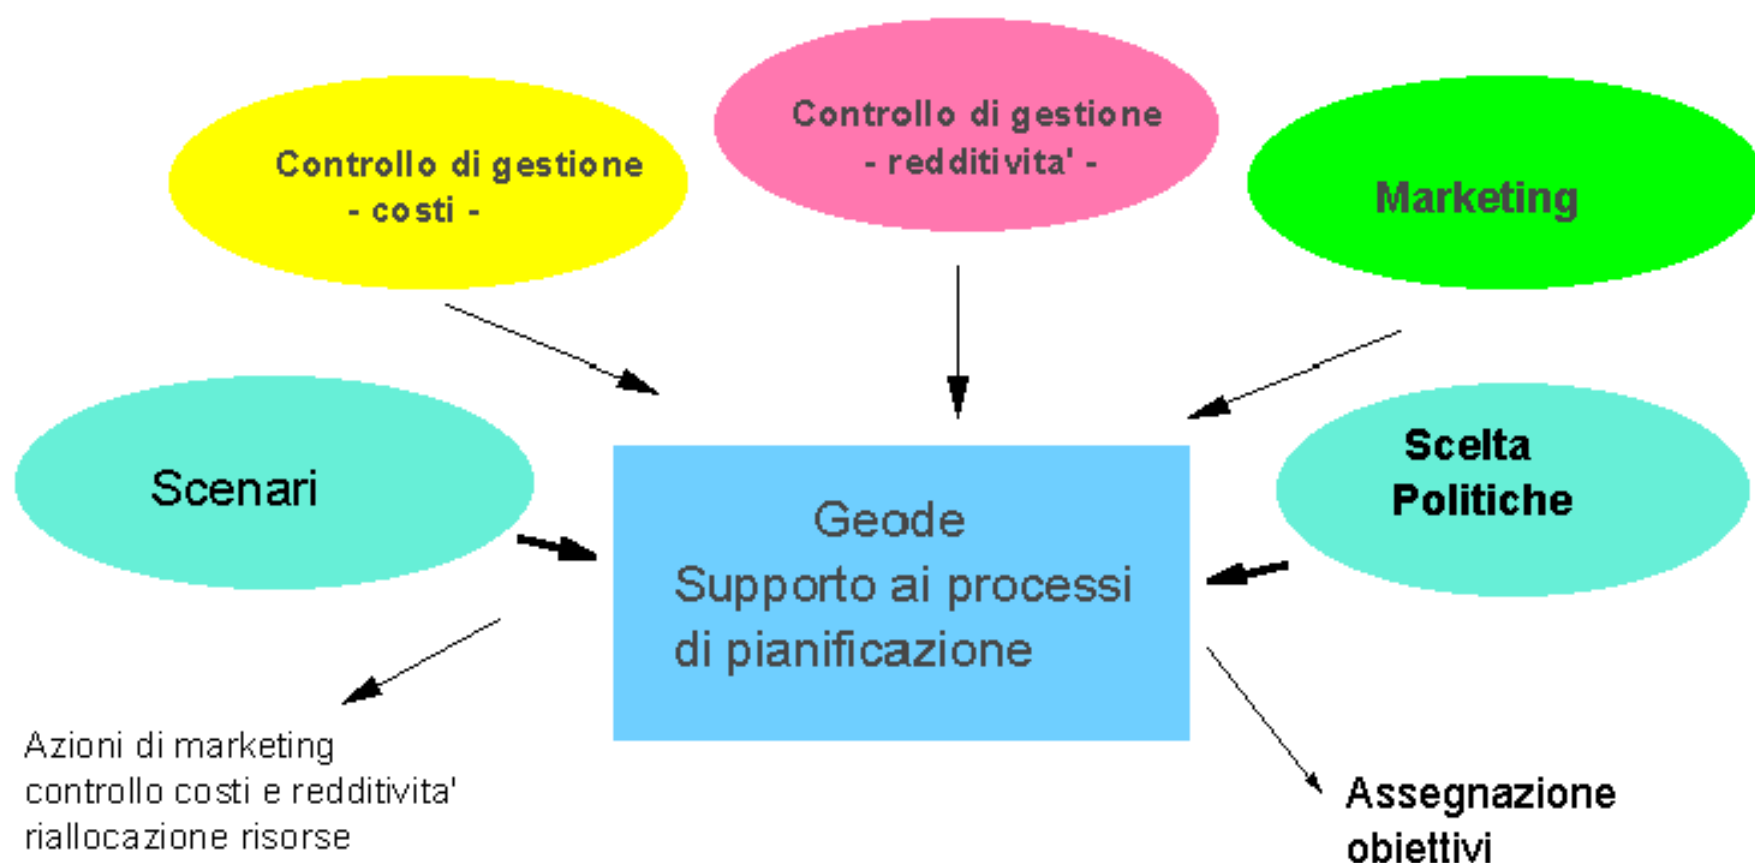 Controllo di gestione
- costi -
Controllo di gestione
- redditivita' -
Marketing
Scenari
Scelta
Politiche
Geode
Supporto ai processi
di pianificazione
Azioni di marketing
controllo costi e redditivita'
riallocazione risorse
Assegnazione
obiettivi